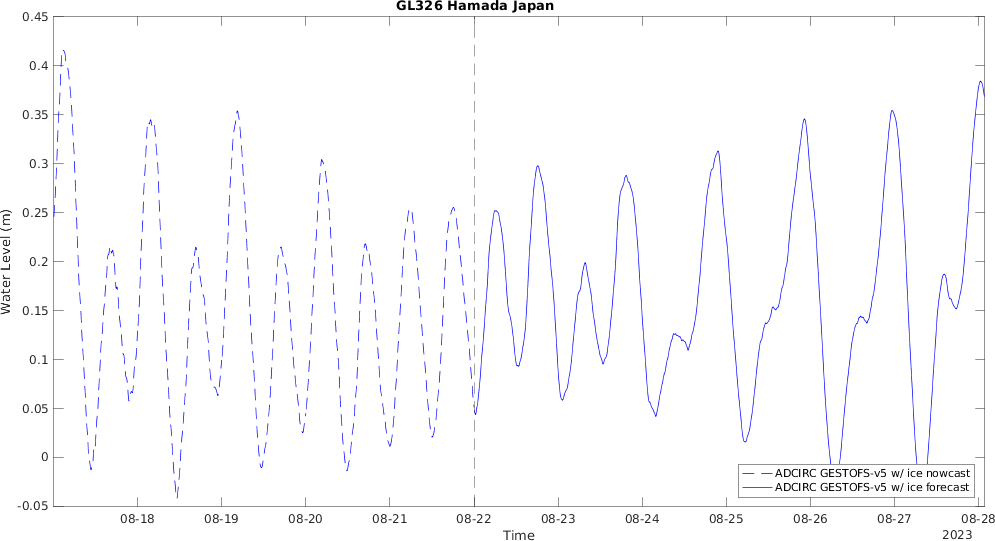 GL326 Hamada Japan
0.45
0.4
0.35
0.3
0.25
0.2
0.15
0.1
0.05
0
-0.05
Water Level (m)
ADCIRC GESTOFS-v5 w/ ice nowcast
ADCIRC GESTOFS-v5 w/ ice forecast
08-18 08-19 08-20 08-21 08-22 08-23 08-24 08-25 08-26 08-27 08-28
Time
2023